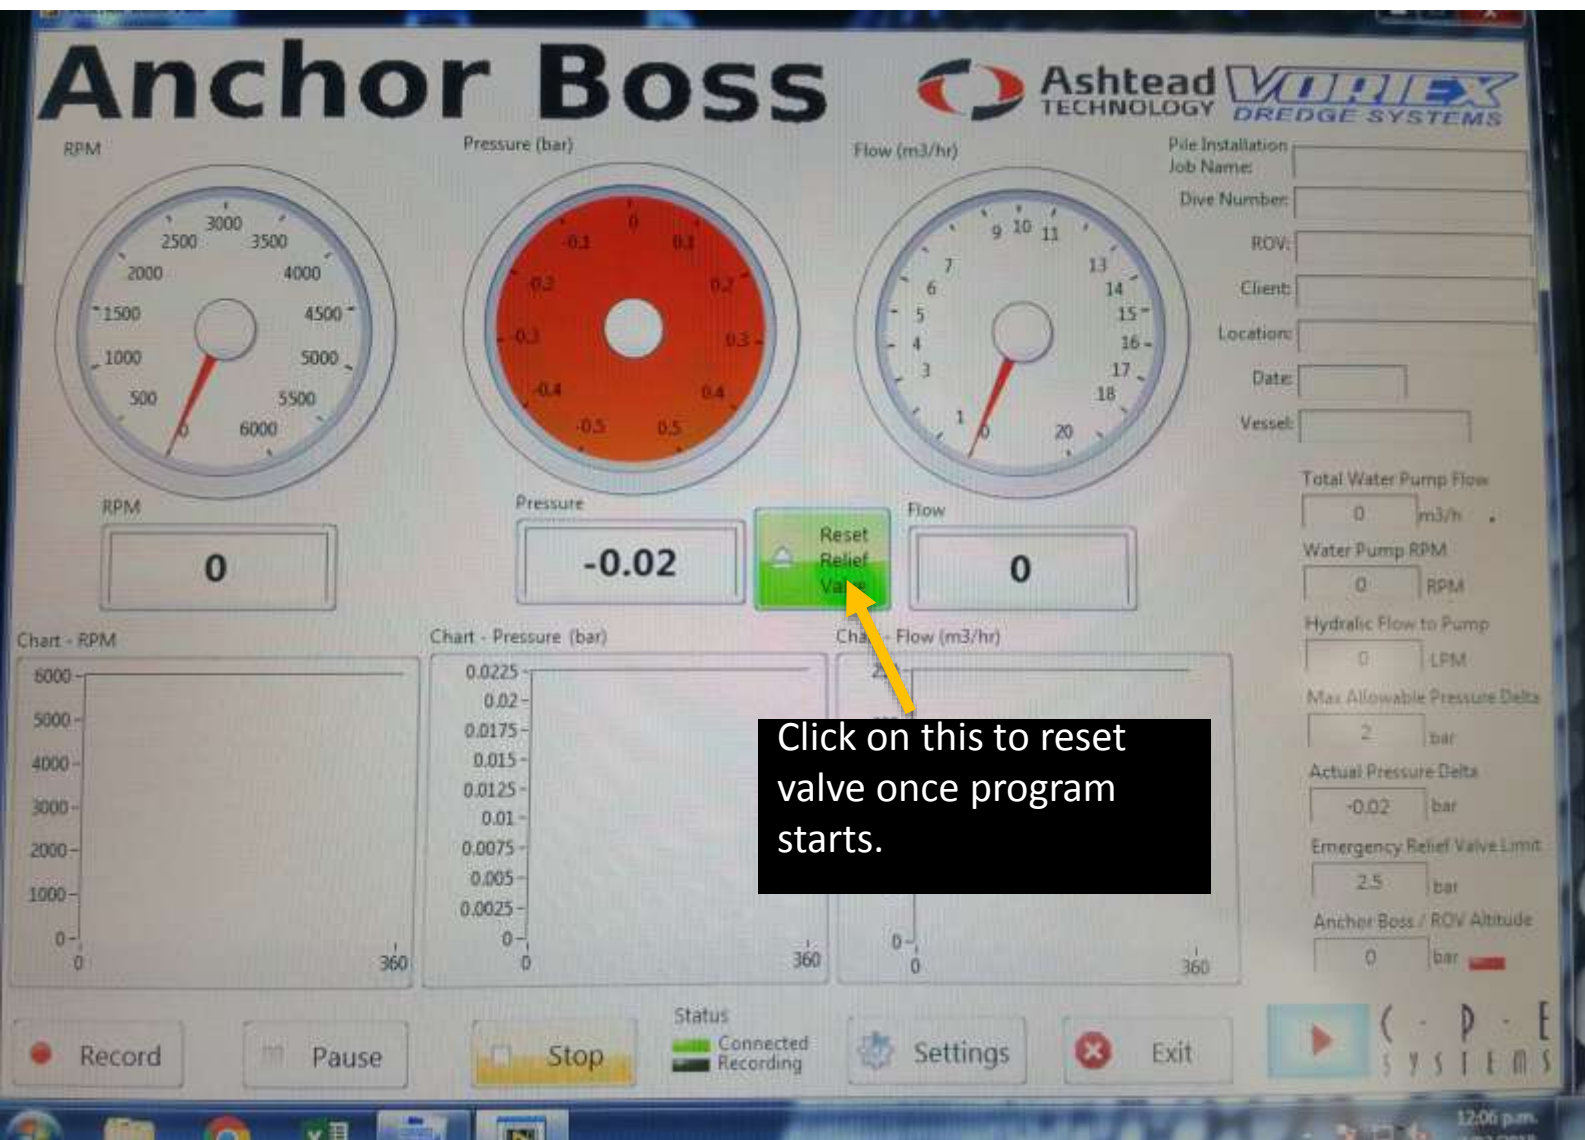 Anchor Boss
Ashtead
TECHNOLOGY
VORTEX
DREDGE SYSTEMS
RPM
Pressure (bar)
Flow (m3/hr)
Pile Installation
Job Name:
Dive Number:
ROV:
Client:
Location:
Date:
Vessel:
0
500
1000
1500
2000
2500
3000
3500
4000
4500
5000
5500
6000
-0.5
-0.4
-0.3
-0.2
-0.1
0
0.1
0.2
0.3
0.4
0.5
0
1
3
4
5
6
7
9
10
11
13
14
15
16
17
18
20
RPM
0
Pressure
-0.02
Reset
Relief
Valve
Flow
0
Total Water Pump Flow
0 m3/h
Water Pump RPM
0 RPM
Hydralic Flow to Pump
0 LPM
Max Allowable Pressure Delta
2 bar
Actual Pressure Delta
-0.02 bar
Emergency Relief Valve Limit
2.5 bar
Anchor Boss / ROV Altitude
0 bar
Chart - RPM
6000
5000
4000
3000
2000
1000
0
0 360
Chart - Pressure (bar)
0.0225
0.02
0.0175
0.015
0.0125
0.01
0.0075
0.005
0.0025
0
0 360
Flow (m3/hr)
0
0 360
Click on this to reset
valve once program
starts.
Record
Pause
Stop
Status
Connected
Recording
Settings
Exit
C - P - E
SYSTEMS
12:06 p.m.